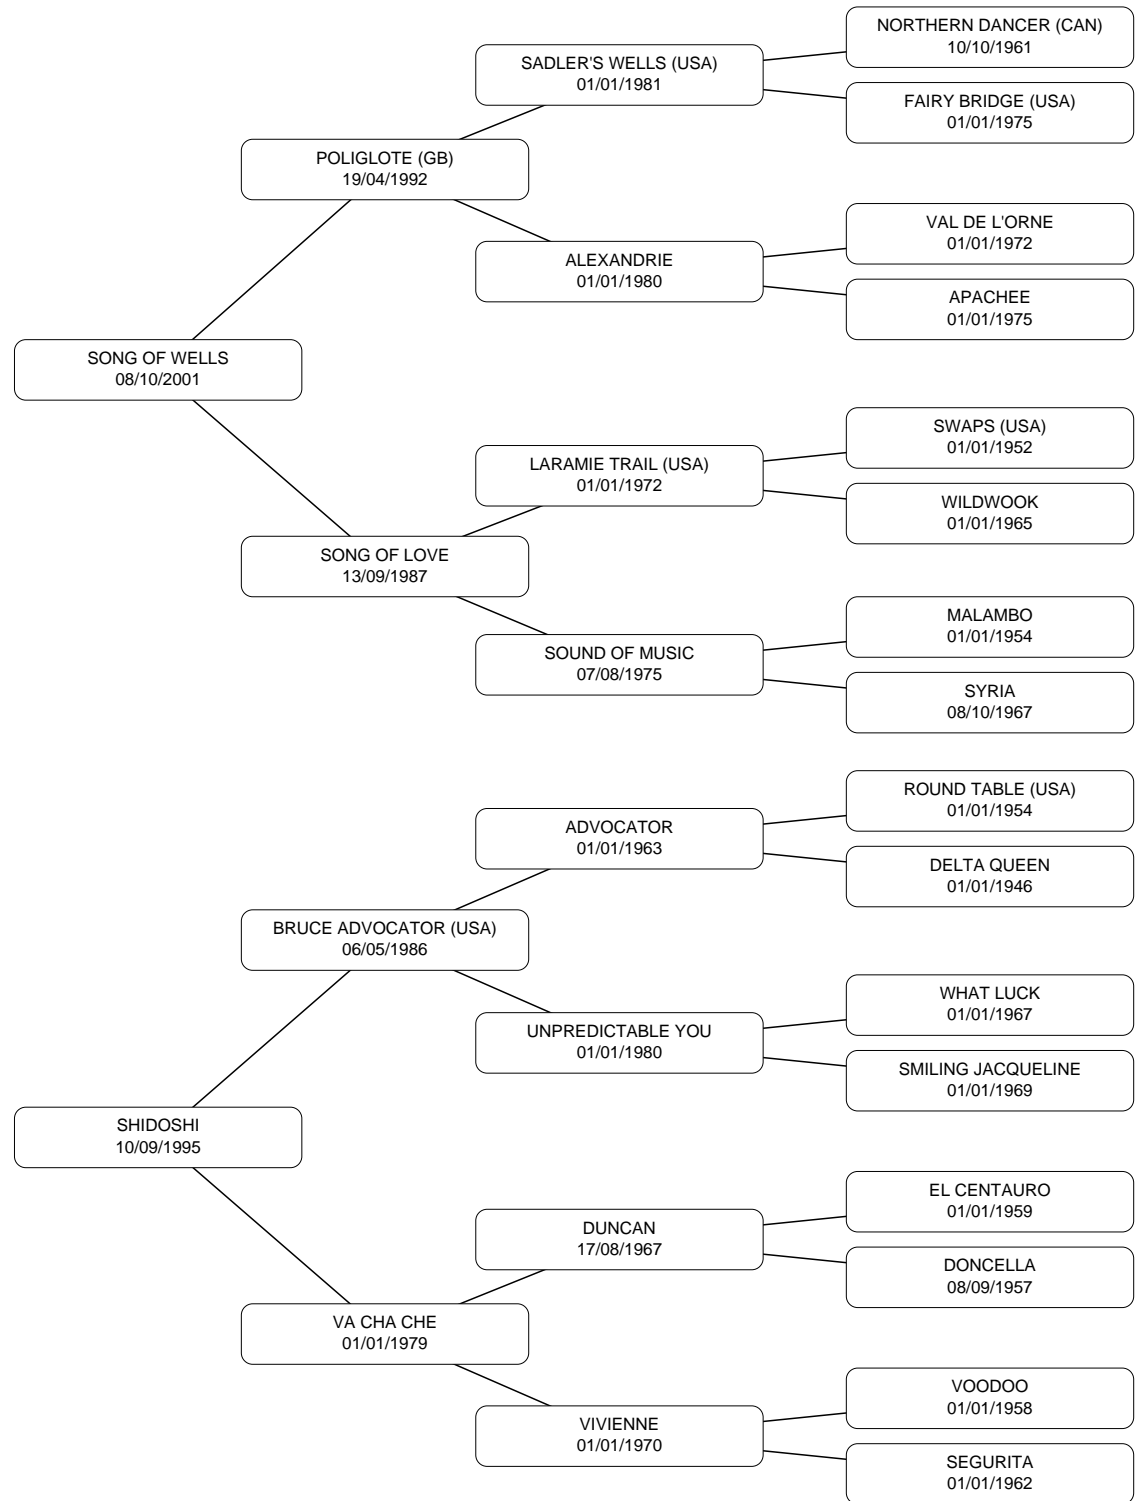 NORTHERN DANCER (CAN)
10/10/1961
SADLER'S WELLS (USA)
01/01/1981
FAIRY BRIDGE (USA)
01/01/1975
POLIGLOTE (GB)
19/04/1992
VAL DE L'ORNE
01/01/1972
ALEXANDRIE
01/01/1980
APACHEE
01/01/1975
SONG OF WELLS
08/10/2001
SWAPS (USA)
01/01/1952
LARAMIE TRAIL (USA)
01/01/1972
WILDWOOK
01/01/1965
SONG OF LOVE
13/09/1987
MALAMBO
01/01/1954
SOUND OF MUSIC
07/08/1975
SYRIA
08/10/1967
ROUND TABLE (USA)
01/01/1954
ADVOCATOR
01/01/1963
DELTA QUEEN
01/01/1946
BRUCE ADVOCATOR (USA)
06/05/1986
WHAT LUCK
01/01/1967
UNPREDICTABLE YOU
01/01/1980
SMILING JACQUELINE
01/01/1969
SHIDOSHI
10/09/1995
EL CENTAURO
01/01/1959
DUNCAN
17/08/1967
DONCELLA
08/09/1957
VA CHA CHE
01/01/1979
VOODOO
01/01/1958
VIVIENNE
01/01/1970
SEGURITA
01/01/1962